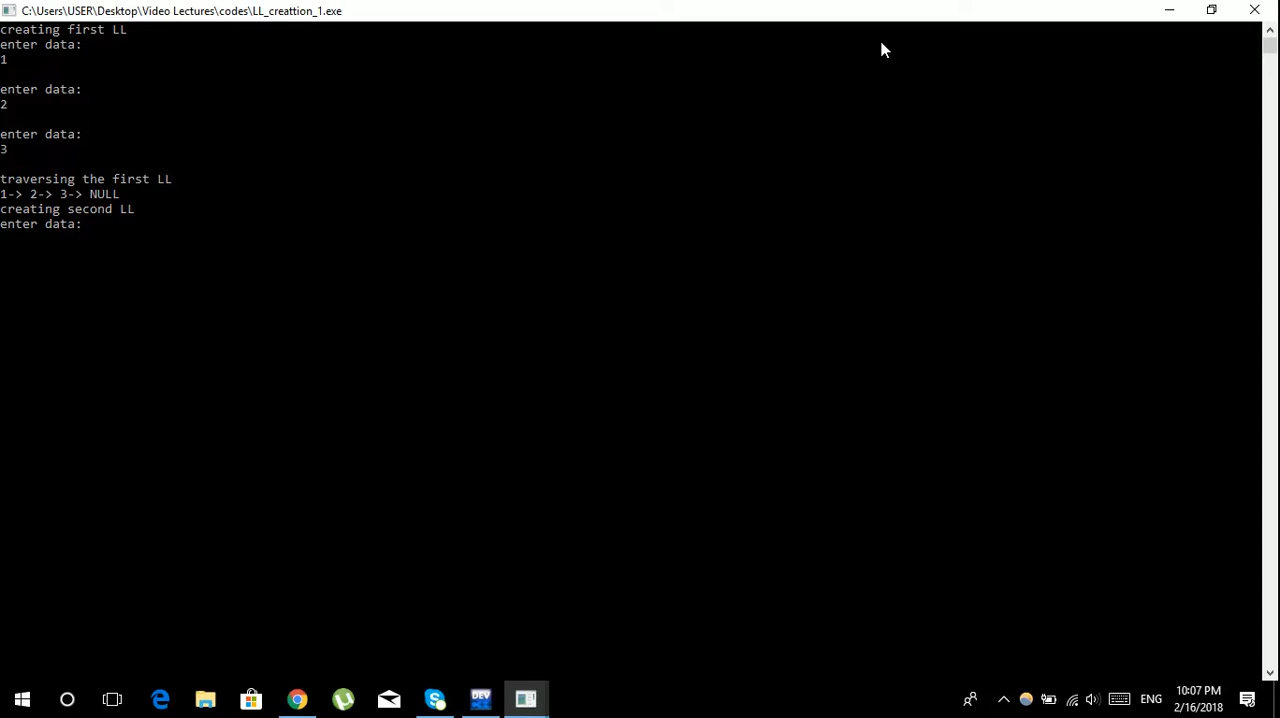 C:\Users\USER\Desktop\Video Lectures\codes\LL_creattion_1.exe
creating first LL
enter data:
1
enter data:
2
enter data:
3
traversing the first LL
1-> 2-> 3-> NULL
creating second LL
enter data:
DEV
ENG
10:07 PM
2/16/2018